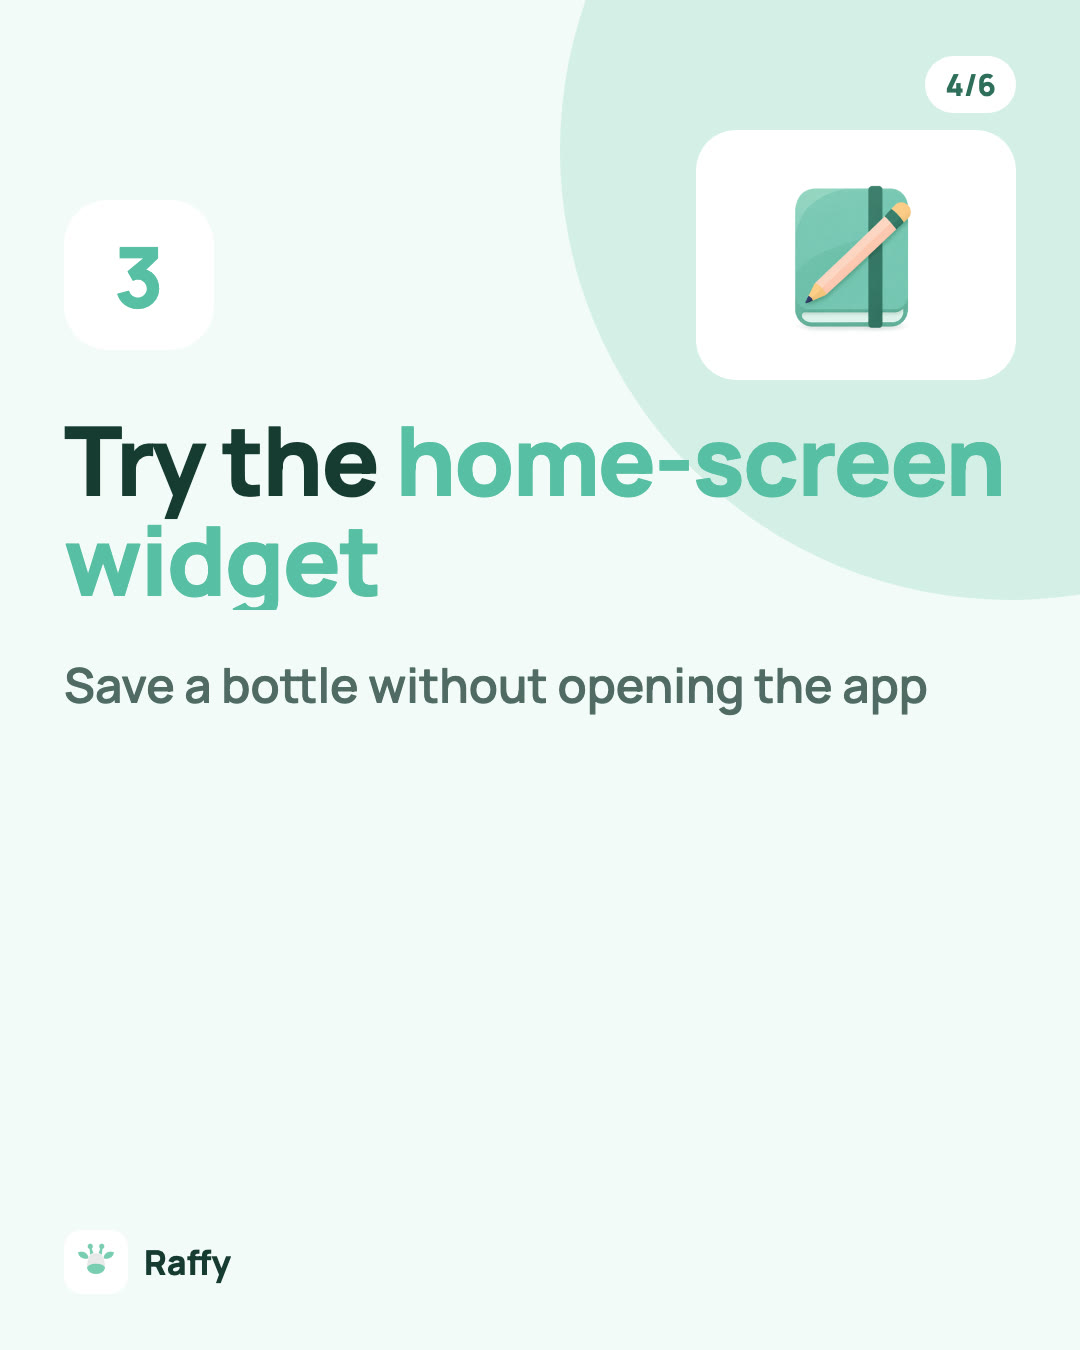 4/6
3
Try the home-screen
widget
Save a bottle without opening the app
Raffy